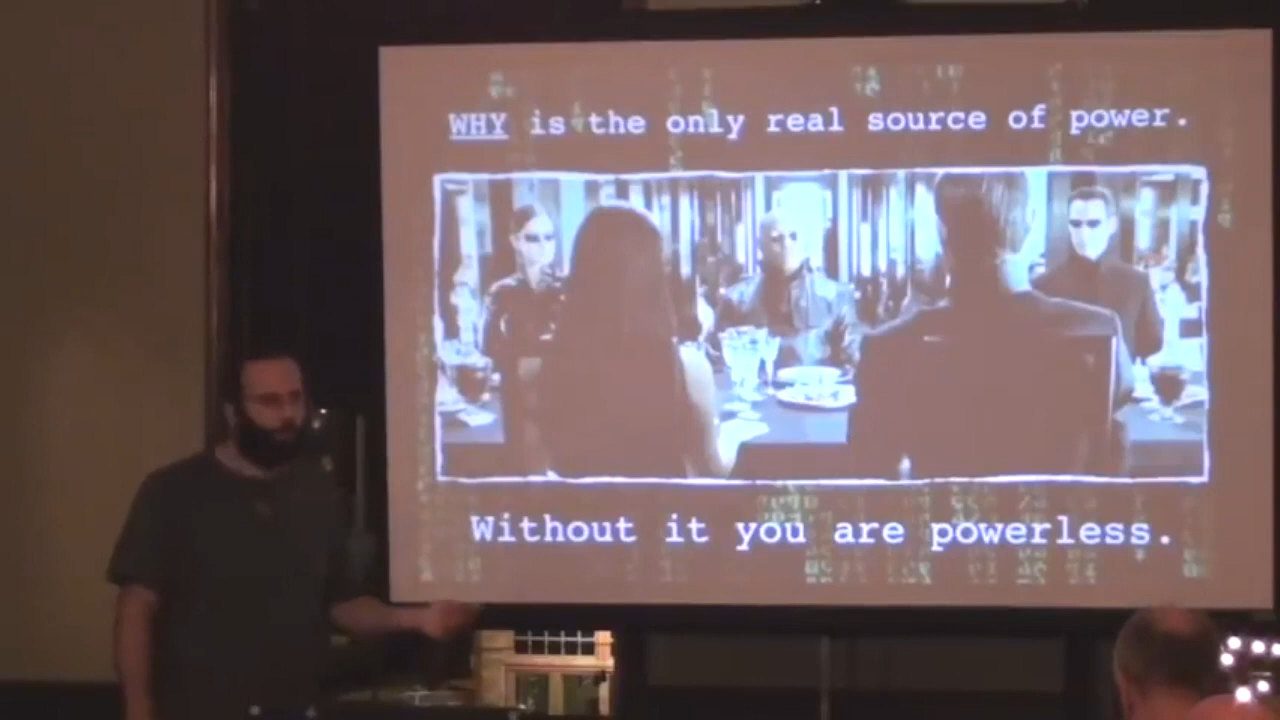 WHY is the only real source of power.
Without it you are powerless.